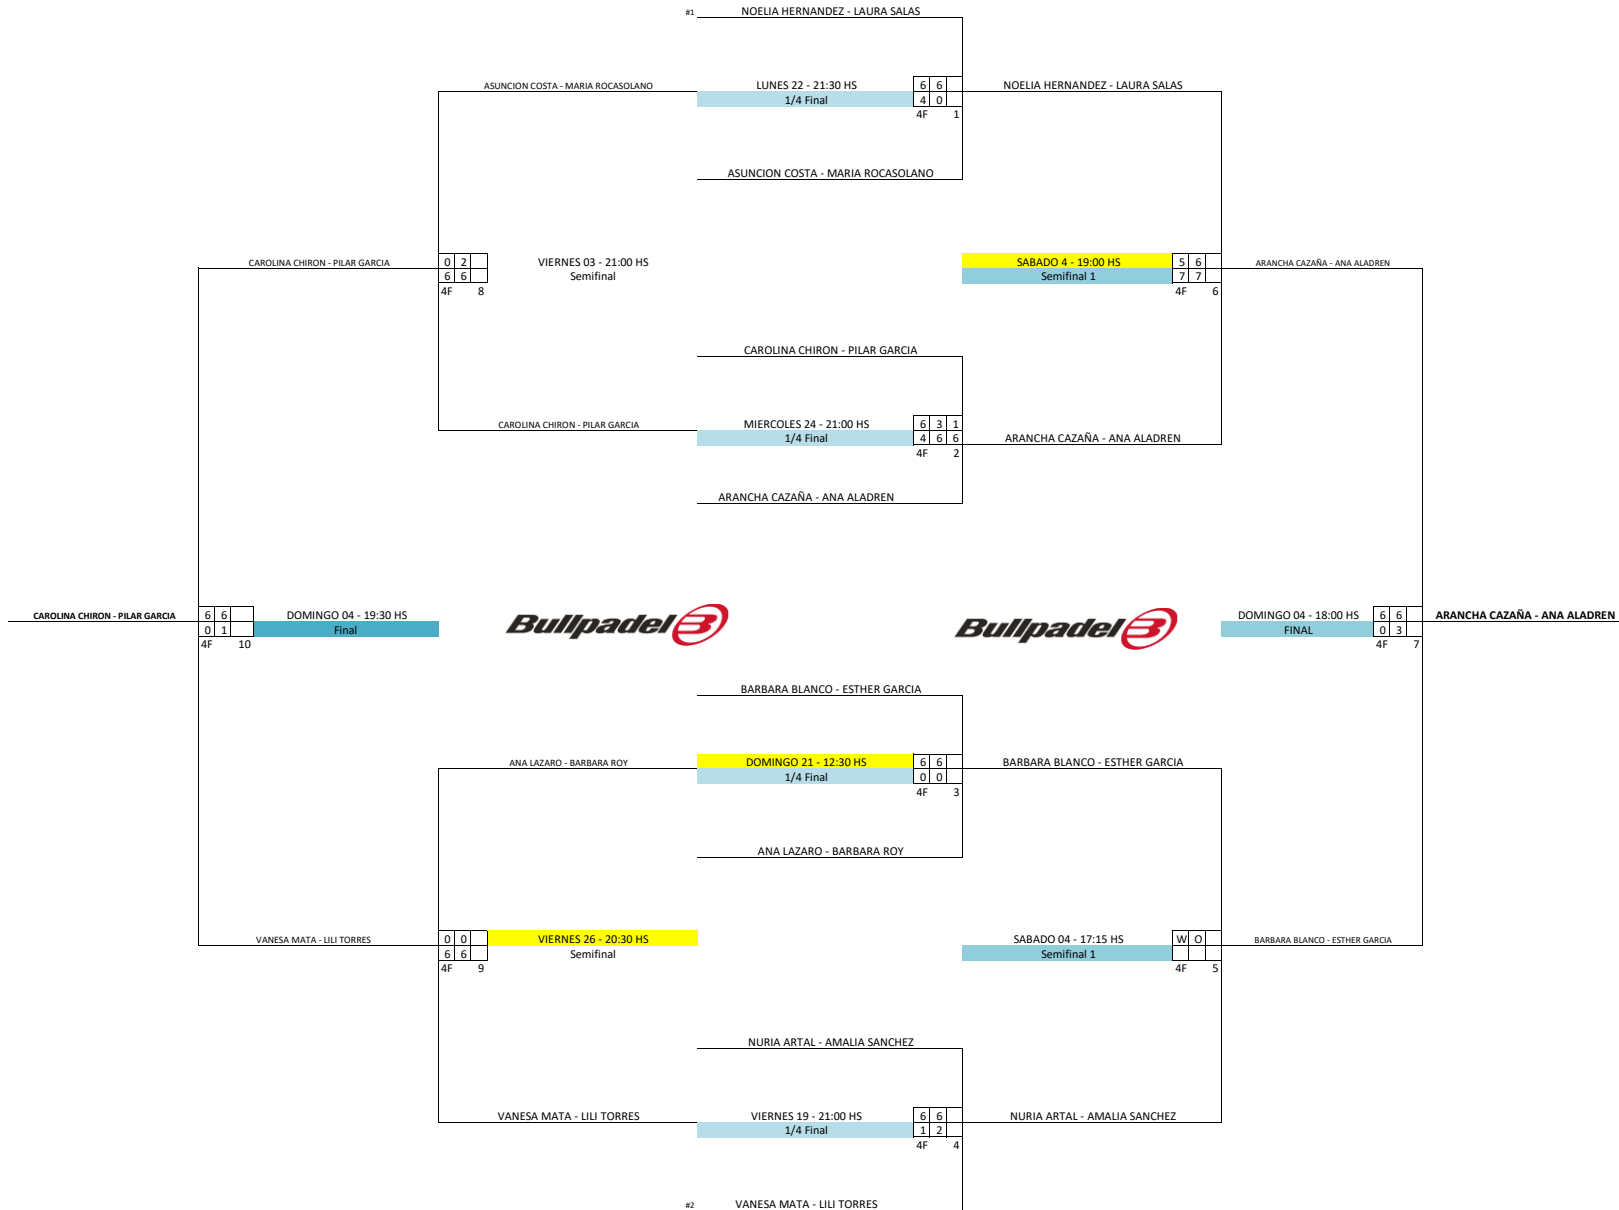 #1 NOELIA HERNANDEZ - LAURA SALAS
ASUNCION COSTA - MARIA ROCASOLANO LUNES 22 - 21:30 HS 6 6 NOELIA HERNANDEZ - LAURA SALAS
1/4 Final 4 0
4F 1
ASUNCION COSTA - MARIA ROCASOLANO
CAROLINA CHIRON - PILAR GARCIA 0 2 VIERNES 03 - 21:00 HS SABADO 4 - 19:00 HS 5 6 ARANCHA CAZAÑA - ANA ALADREN
6 6 Semifinal Semifinal 1 7 7
4F 8 4F 6
CAROLINA CHIRON - PILAR GARCIA
CAROLINA CHIRON - PILAR GARCIA MIERCOLES 24 - 21:00 HS 6 3 1
1/4 Final 4 6 6 ARANCHA CAZAÑA - ANA ALADREN
4F 2
ARANCHA CAZAÑA - ANA ALADREN
CAROLINA CHIRON - PILAR GARCIA 6 6 DOMINGO 04 - 19:30 HS Bullpadel Bullpadel DOMINGO 04 - 18:00 HS 6 6 ARANCHA CAZAÑA - ANA ALADREN
0 1 Final FINAL 0 3
4F 10 4F 7
BARBARA BLANCO - ESTHER GARCIA
ANA LAZARO - BARBARA ROY DOMINGO 21 - 12:30 HS 6 6 BARBARA BLANCO - ESTHER GARCIA
1/4 Final 0 0
4F 3
ANA LAZARO - BARBARA ROY
VANESA MATA - LILI TORRES 0 0 VIERNES 26 - 20:30 HS SABADO 04 - 17:15 HS W O BARBARA BLANCO - ESTHER GARCIA
6 6 Semifinal Semifinal 1
4F 9 4F 5
NURIA ARTAL - AMALIA SANCHEZ
VANESA MATA - LILI TORRES VIERNES 19 - 21:00 HS 6 6 NURIA ARTAL - AMALIA SANCHEZ
1/4 Final 1 2
4F 4
#2 VANESA MATA - LILI TORRES